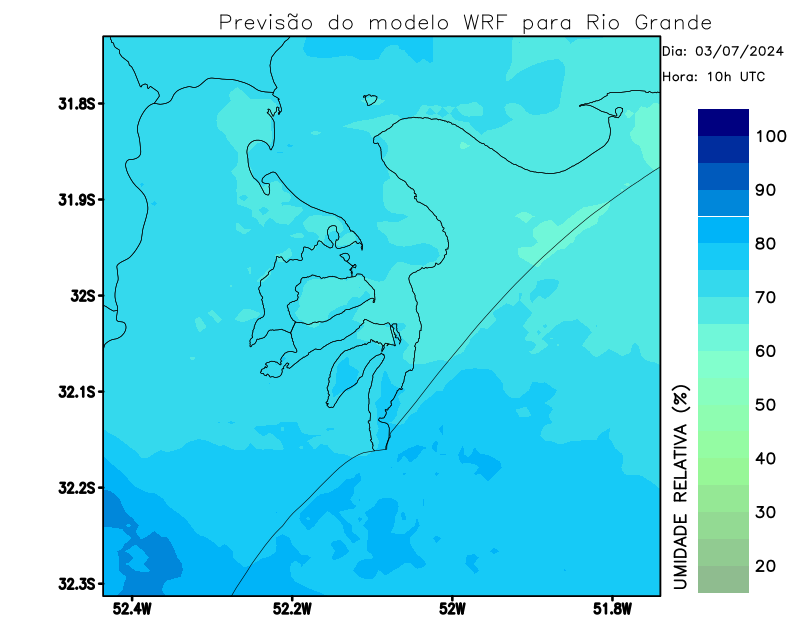 Previsão do modelo WRF para Rio Grande
Dia: 03/07/2024
Hora: 10h UTC
31.8S
31.9S
32S
32.1S
32.2S
32.3S
52.4W
52.2W
52W
51.8W
100
90
80
70
60
50
40
30
20
UMIDADE RELATIVA (%)